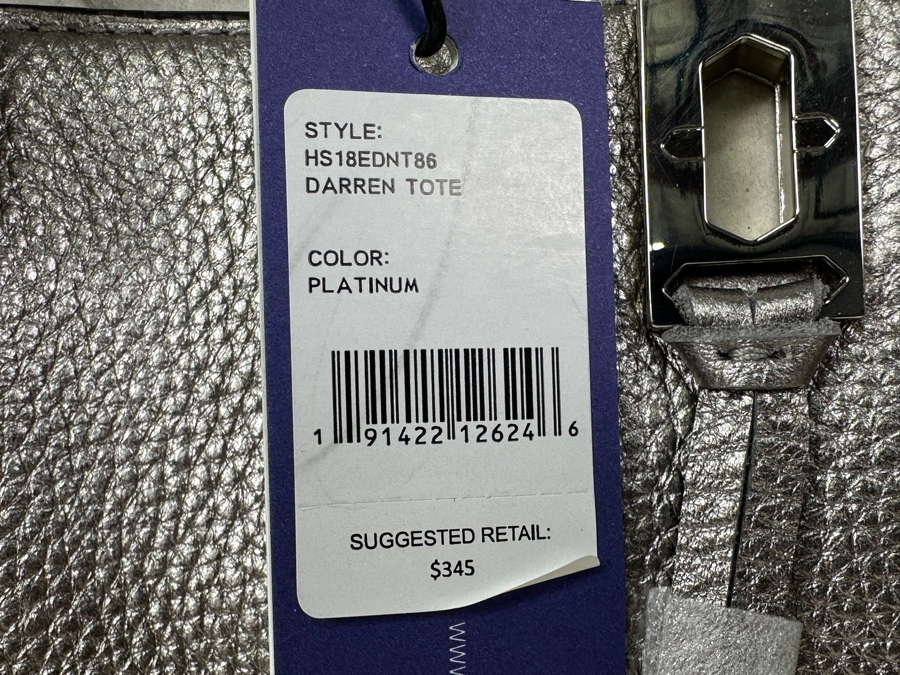 STYLE:
HS18EDNT86
DARREN TOTE
COLOR:
PLATINUM
1 91422 12624 6
SUGGESTED RETAIL:
$345